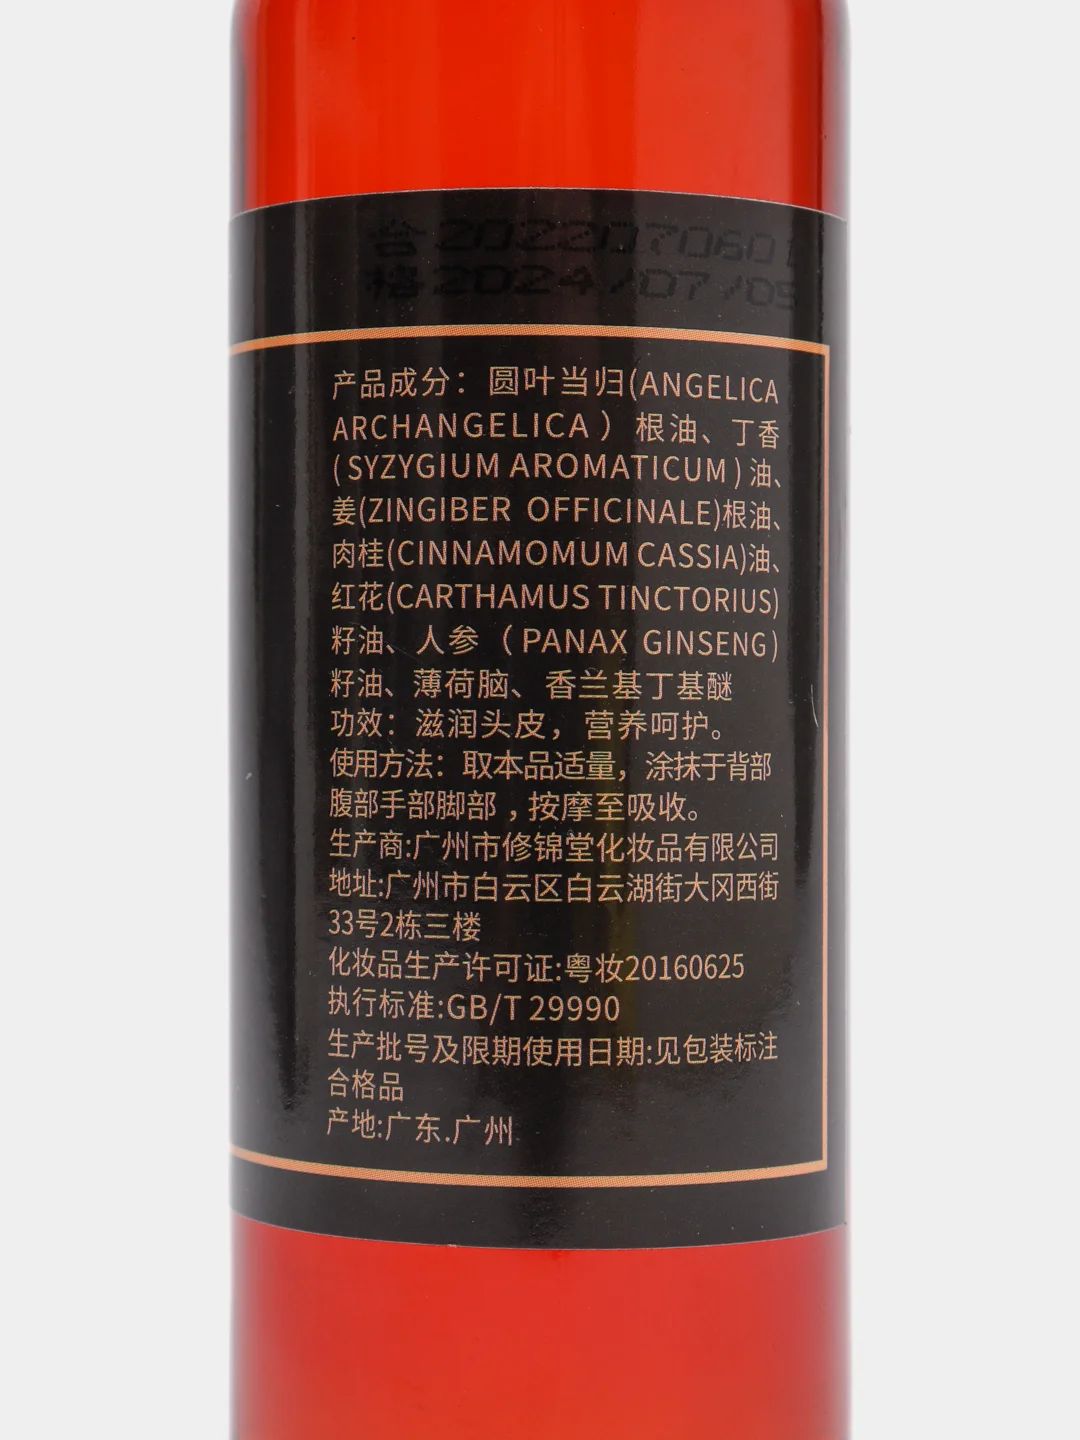 合 2022070601
格 2024/07/05
产品成分：圆叶当归(ANGELICA
ARCHANGELICA）根油、丁香
(SYZYGIUM AROMATICUM)油、
姜(ZINGIBER OFFICINALE)根油、
肉桂(CINNAMOMUM CASSIA)油、
红花(CARTHAMUS TINCTORIUS)
籽油、人参（PANAX GINSENG)
籽油、薄荷脑、香兰基丁基醚
功效：滋润头皮，营养呵护。
使用方法：取本品适量，涂抹于背部
腹部手部脚部，按摩至吸收。
生产商:广州市修锦堂化妆品有限公司
地址:广州市白云区白云湖街大冈西街
33号2栋三楼
化妆品生产许可证:粤妆20160625
执行标准:GB/T 29990
生产批号及限期使用日期:见包装标注
合格品
产地:广东.广州